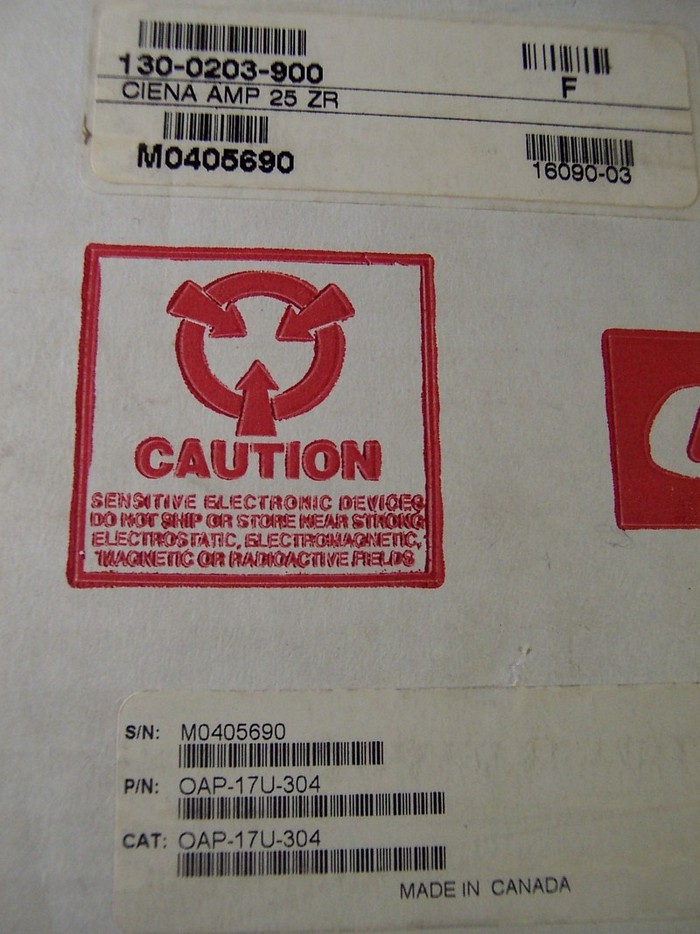 130-0203-900
F
CIENA AMP 25 ZR
M0405690
16090-03
CAUTION
SENSITIVE ELECTRONIC DEVICES
DO NOT SHIP OR STORE NEAR STRONG
ELECTROSTATIC, ELECTROMAGNETIC,
MAGNETIC OR RADIOACTIVE FIELDS
S/N: M0405690
P/N: OAP-17U-304
CAT: OAP-17U-304
MADE IN CANADA